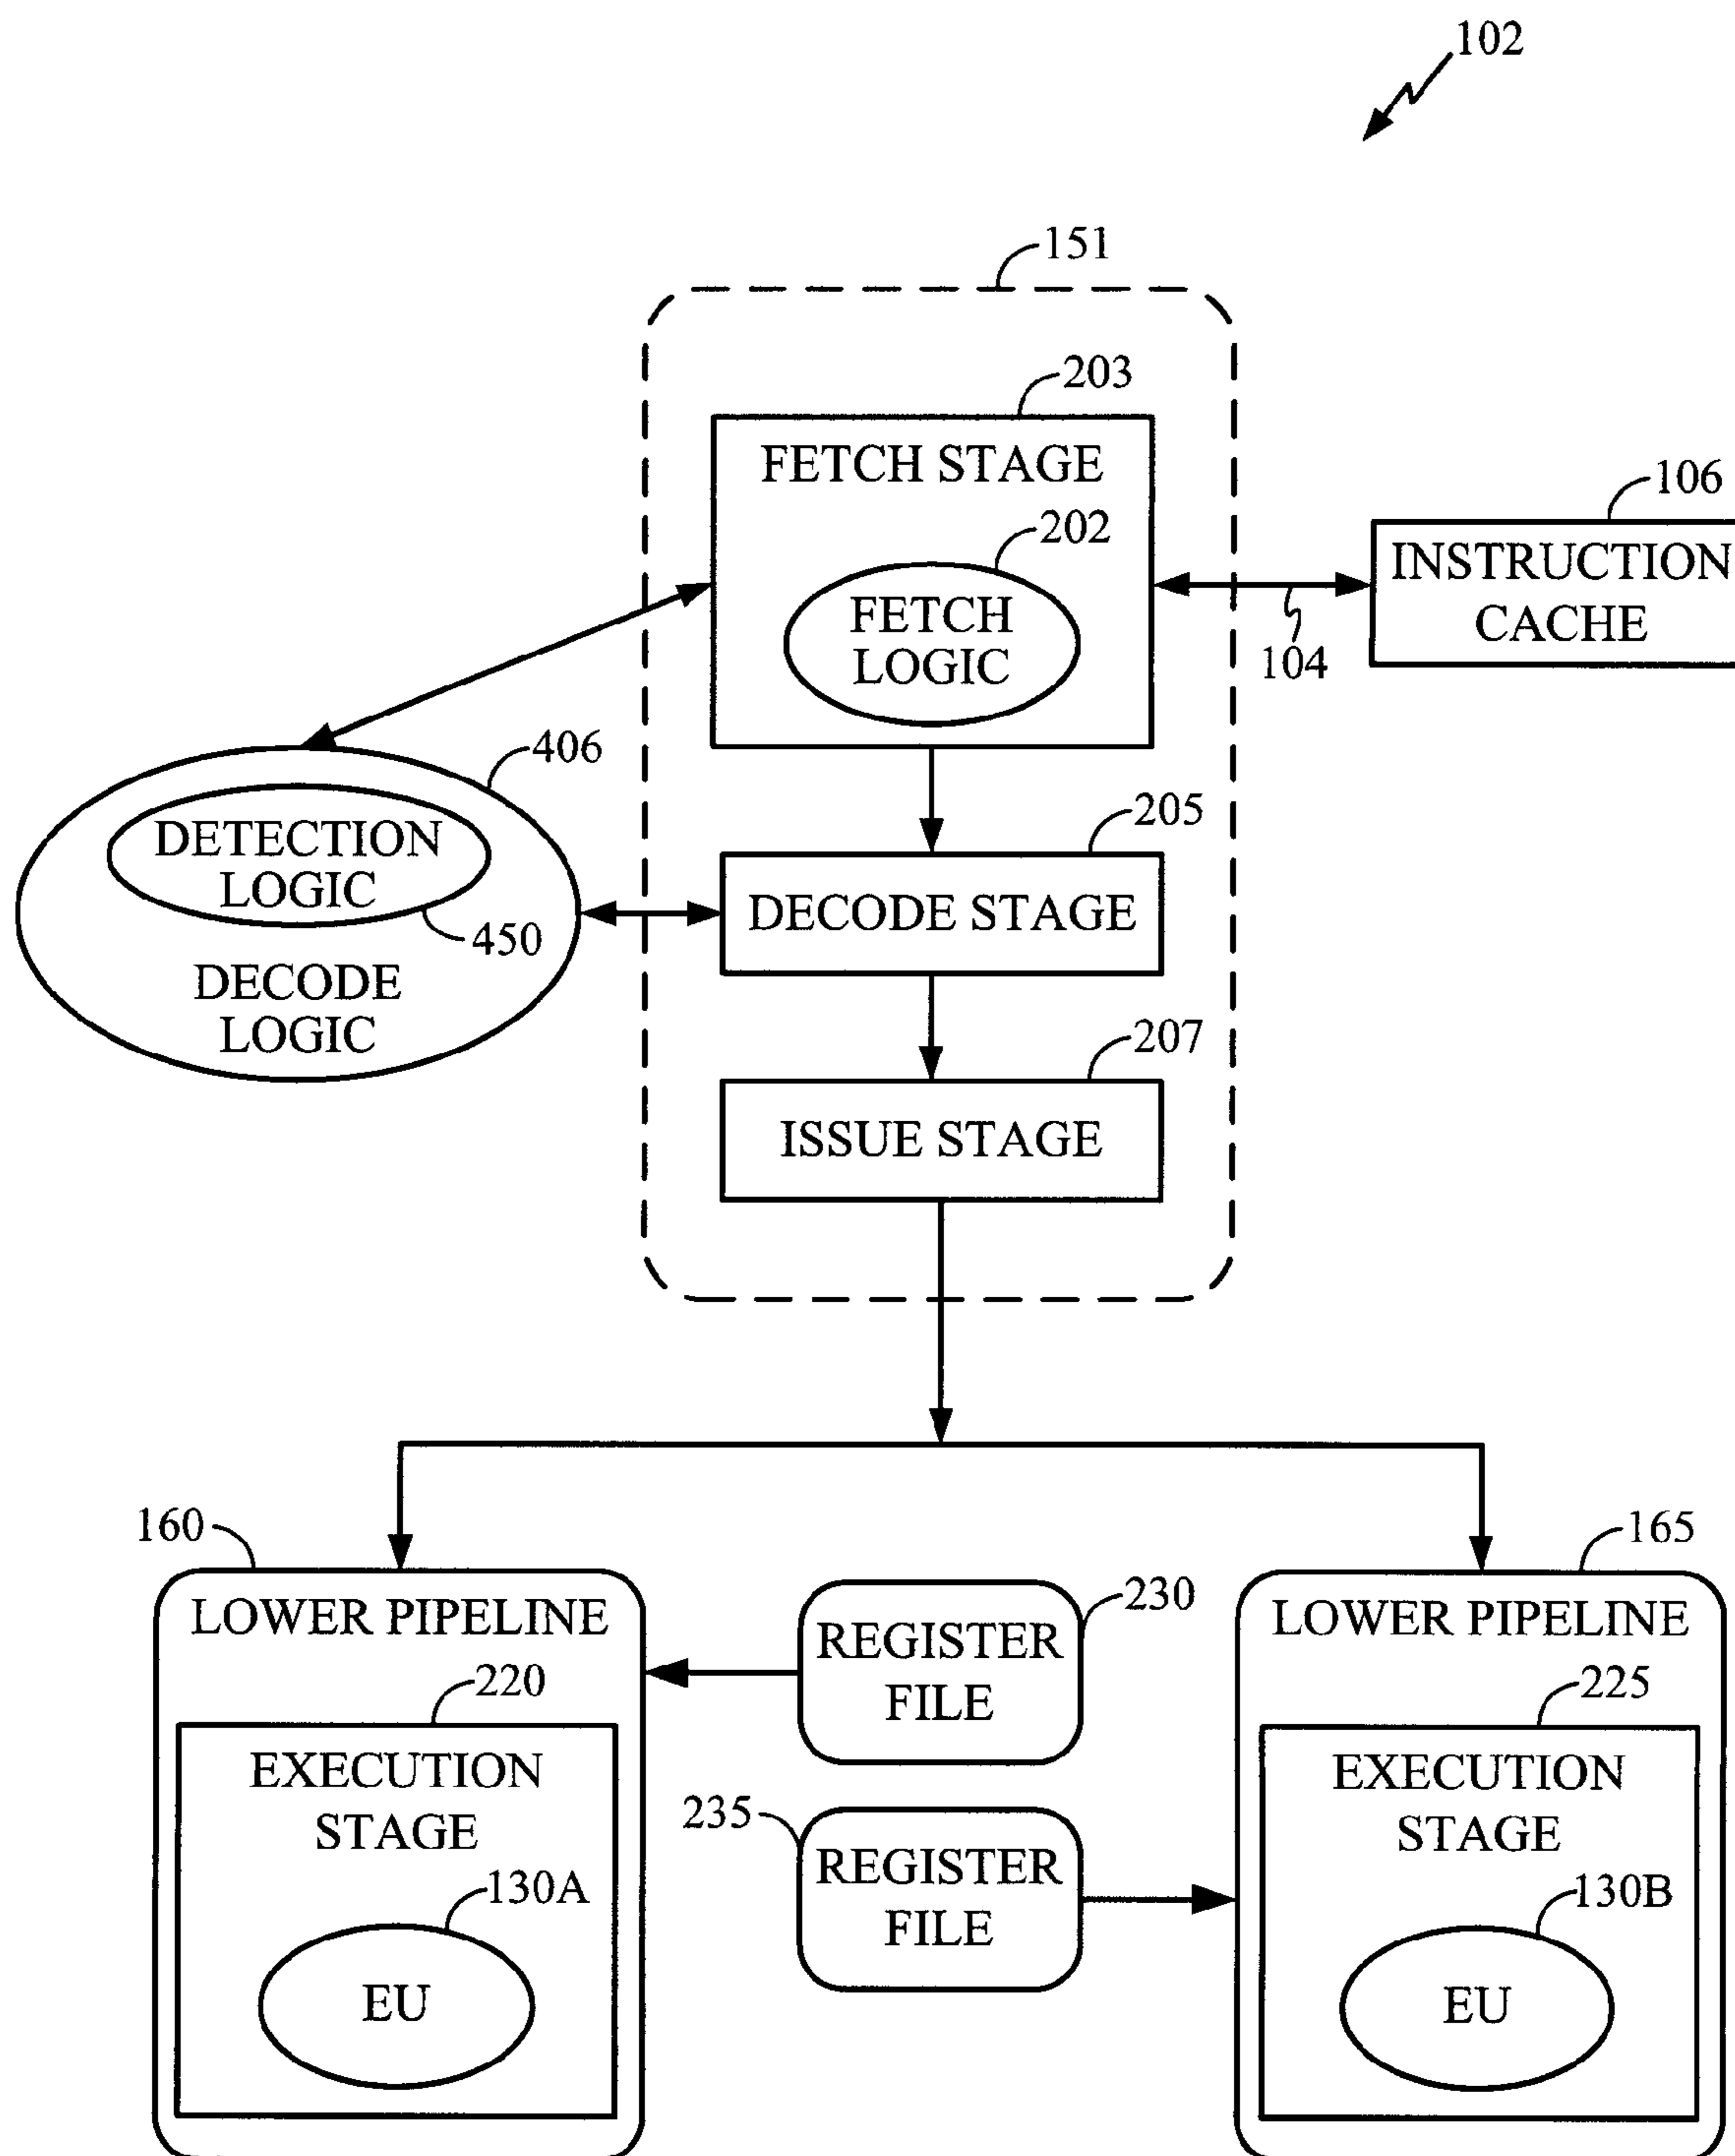 102
151
203
FETCH STAGE
202
FETCH
LOGIC
106
INSTRUCTION
CACHE
104
406
DETECTION
LOGIC
450
DECODE
LOGIC
205
DECODE STAGE
207
ISSUE STAGE
160
LOWER PIPELINE
220
EXECUTION
STAGE
130A
EU
230
REGISTER
FILE
235
REGISTER
FILE
165
LOWER PIPELINE
225
EXECUTION
STAGE
130B
EU